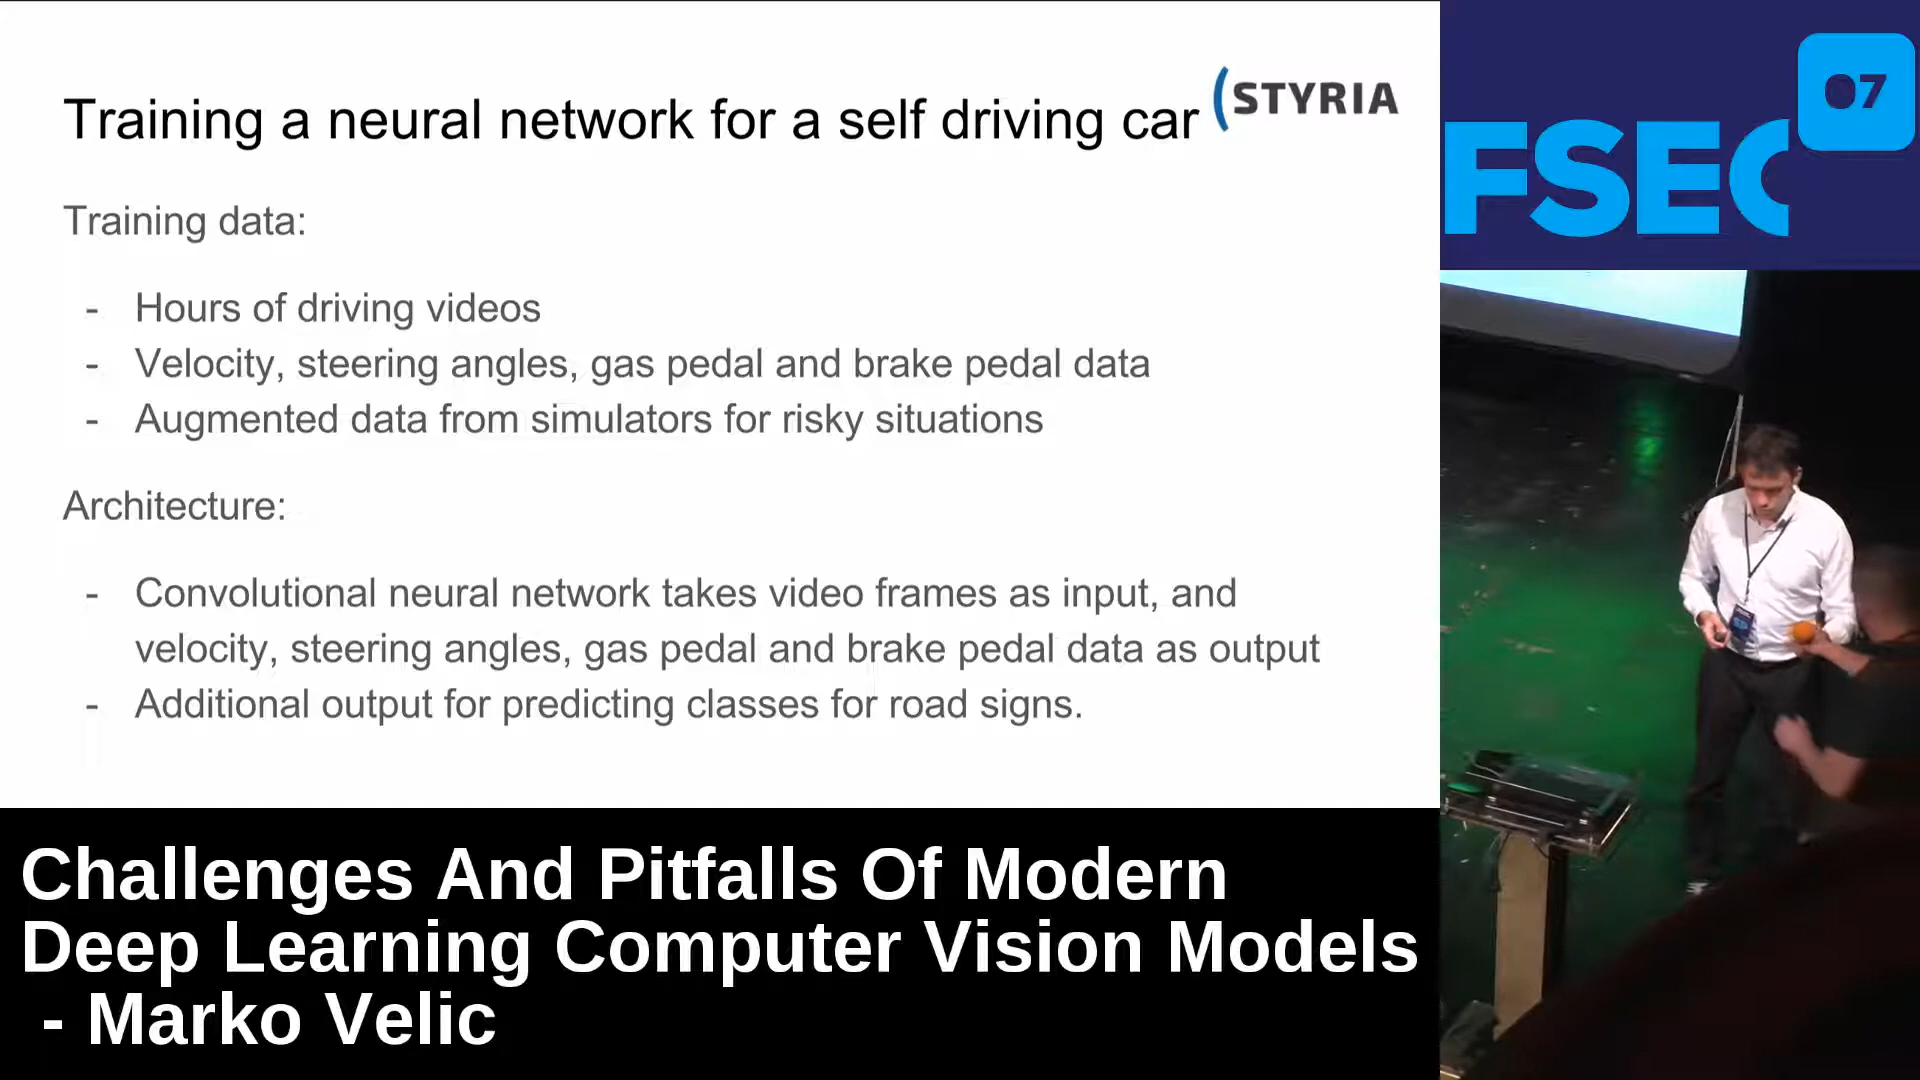 Training a neural network for a self driving car
STYRIA
Training data:
- Hours of driving videos
- Velocity, steering angles, gas pedal and brake pedal data
- Augmented data from simulators for risky situations
Architecture:
- Convolutional neural network takes video frames as input, and
velocity, steering angles, gas pedal and brake pedal data as output
- Additional output for predicting classes for road signs.
07
FSEC
Challenges And Pitfalls Of Modern
Deep Learning Computer Vision Models
- Marko Velic